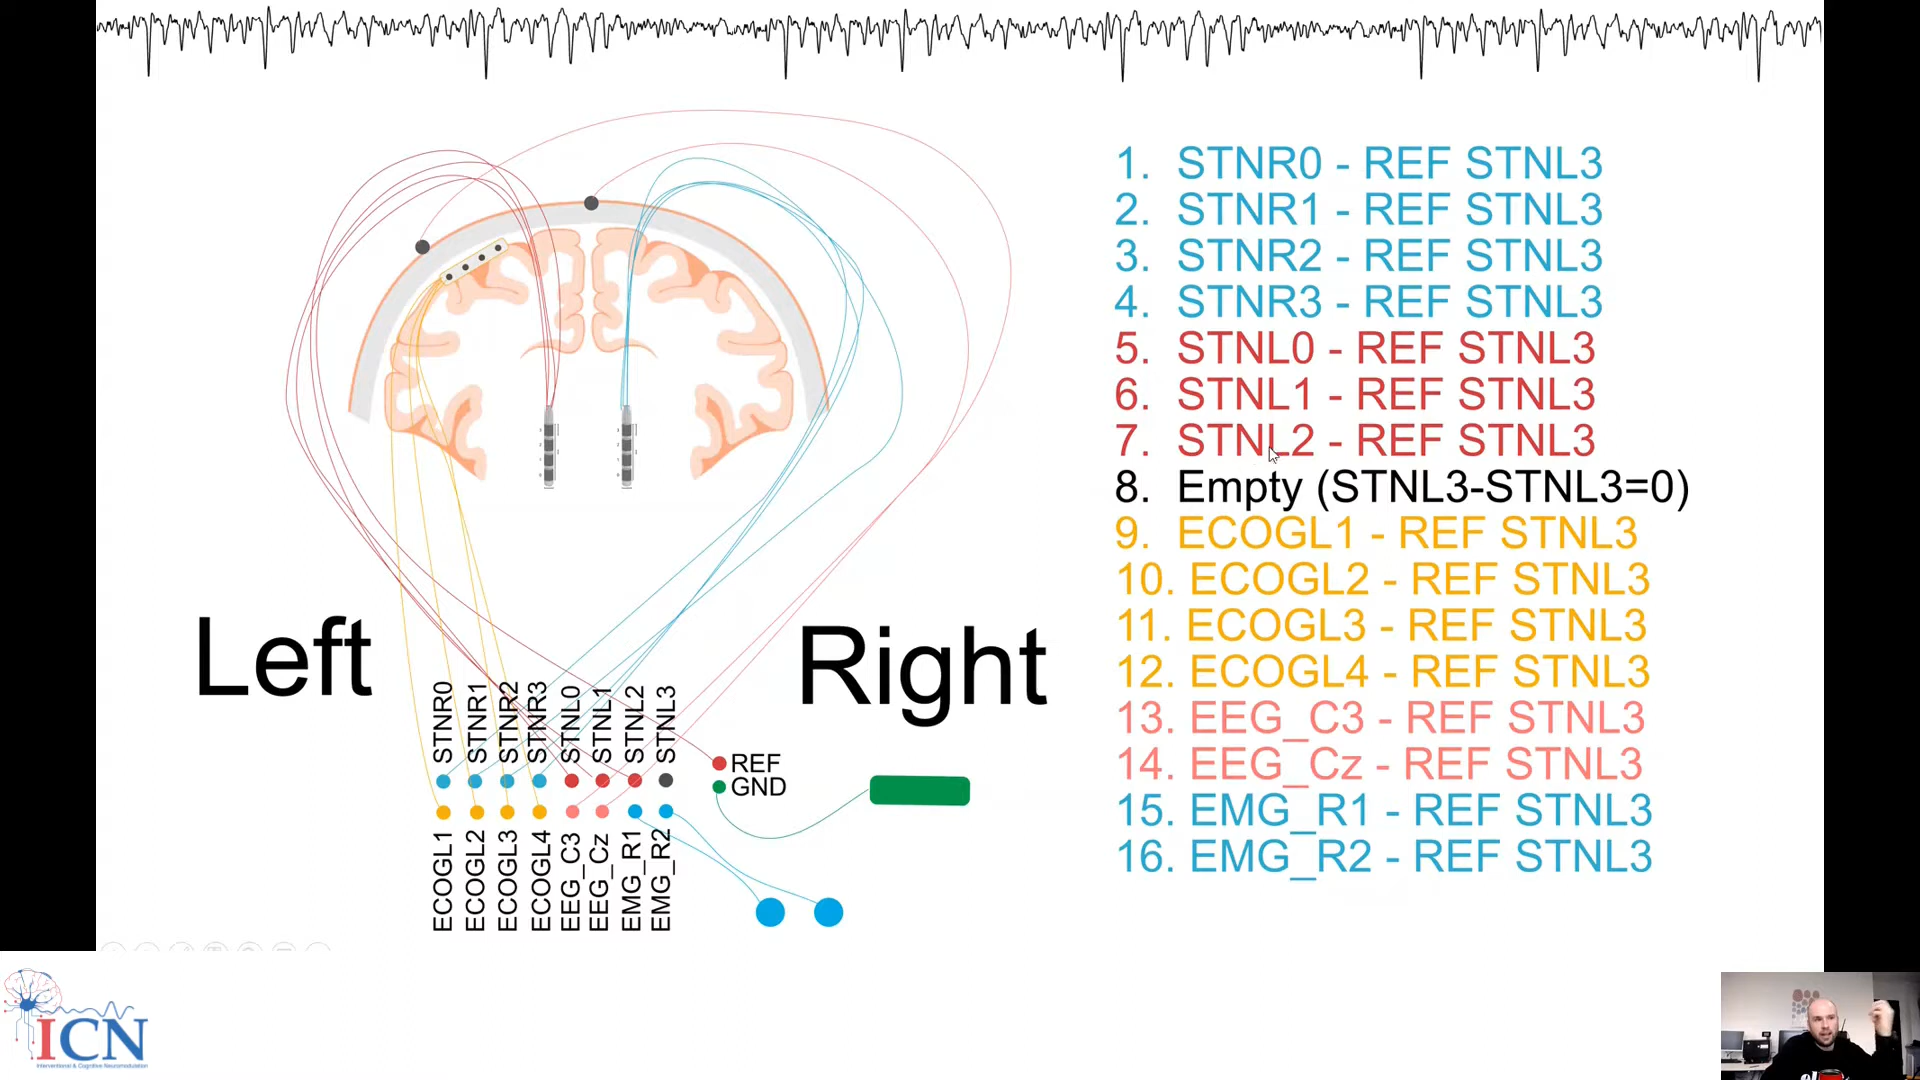 1. STNR0 - REF STNL3
2. STNR1 - REF STNL3
3. STNR2 - REF STNL3
4. STNR3 - REF STNL3
5. STNL0 - REF STNL3
6. STNL1 - REF STNL3
7. STNL2 - REF STNL3
8. Empty (STNL3-STNL3=0)
9. ECOGL1 - REF STNL3
10. ECOGL2 - REF STNL3
11. ECOGL3 - REF STNL3
12. ECOGL4 - REF STNL3
13. EEG_C3 - REF STNL3
14. EEG_Cz - REF STNL3
15. EMG_R1 - REF STNL3
16. EMG_R2 - REF STNL3
Left
Right
STNR0
STNR1
STNR2
STNR3
STNL0
STNL1
STNL2
STNL3
REF
GND
ECOGL1
ECOGL2
ECOGL3
ECOGL4
EEG_C3
EEG_Cz
EMG_R1
EMG_R2
ICN
Interventional & Cognitive Neuromodulation